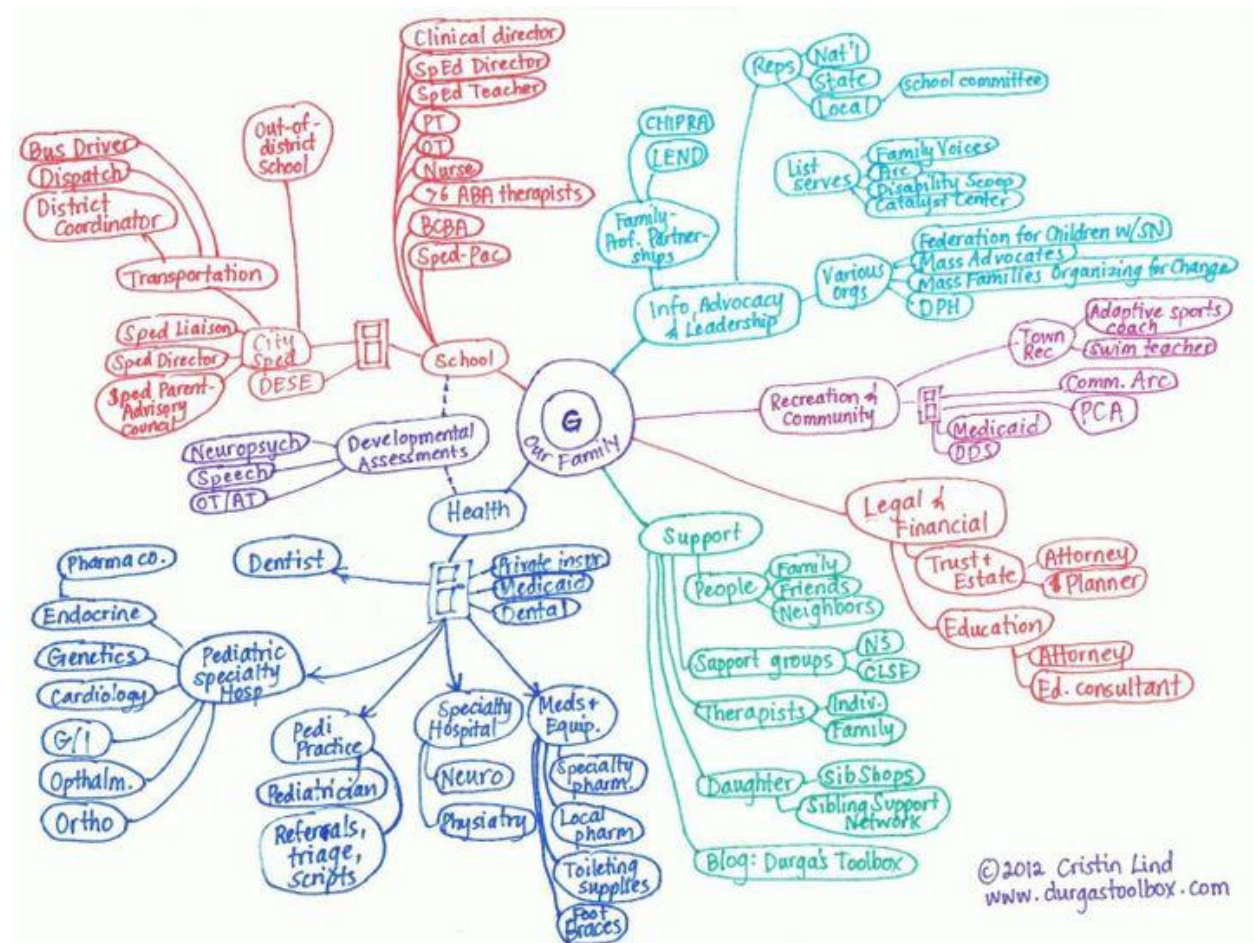 Clinical director
SpEd Director
SpEd Teacher
PT
OT
Nurse
>6 ABA therapists
BCBA
Sped-Pac
Out-of-
district
School
Bus Driver
Dispatch
District
Coordinator
Transportation
Sped Liaison
Sped Director
Sped Parent-
Advisory
Council
City
Sped
DESE
School
Reps
Nat'l
State
Local
school committee
CHIPRA
LEND
Family-
Prof. Partner-
ships
List
serves
Family Voices
Arc
Disability Scoop
Catalyst Center
Various
orgs
Federation for Children w/SN
Mass Advocates
Mass Families Organizing for Change
DPH
Info, Advocacy
& Leadership
Town
Rec
Adaptive sports
coach
swim teacher
Recreation &
Community
Comm. Arc
PCA
Medicaid
DDS
G
Our Family
Developmental
Assessments
Neuropsych
Speech
OT/AT
Health
Dentist
Private insur
Medicaid
Dental
Pharma co.
Endocrine
Genetics
Cardiology
G/I
Opthalm.
Ortho
Pediatric
specialty
Hosp
Pedi
Practice
Pediatrician
Referrals,
triage,
scripts
Specialty
Hospital
Neuro
Physiatry
Meds +
Equip.
Specialty
pharm.
Local
pharm
Toileting
supplies
Foot
Braces
Support
People
Family
Friends
Neighbors
Support groups
NS
CLSE
Therapists
Indiv.
Family
Daughter
SibShops
Sibling Support
Network
Blog: Durga's Toolbox
Legal &
Financial
Trust +
Estate
Attorney
$ Planner
Education
Attorney
Ed. consultant
©2012 Cristin Lind
www.durgastoolbox.com